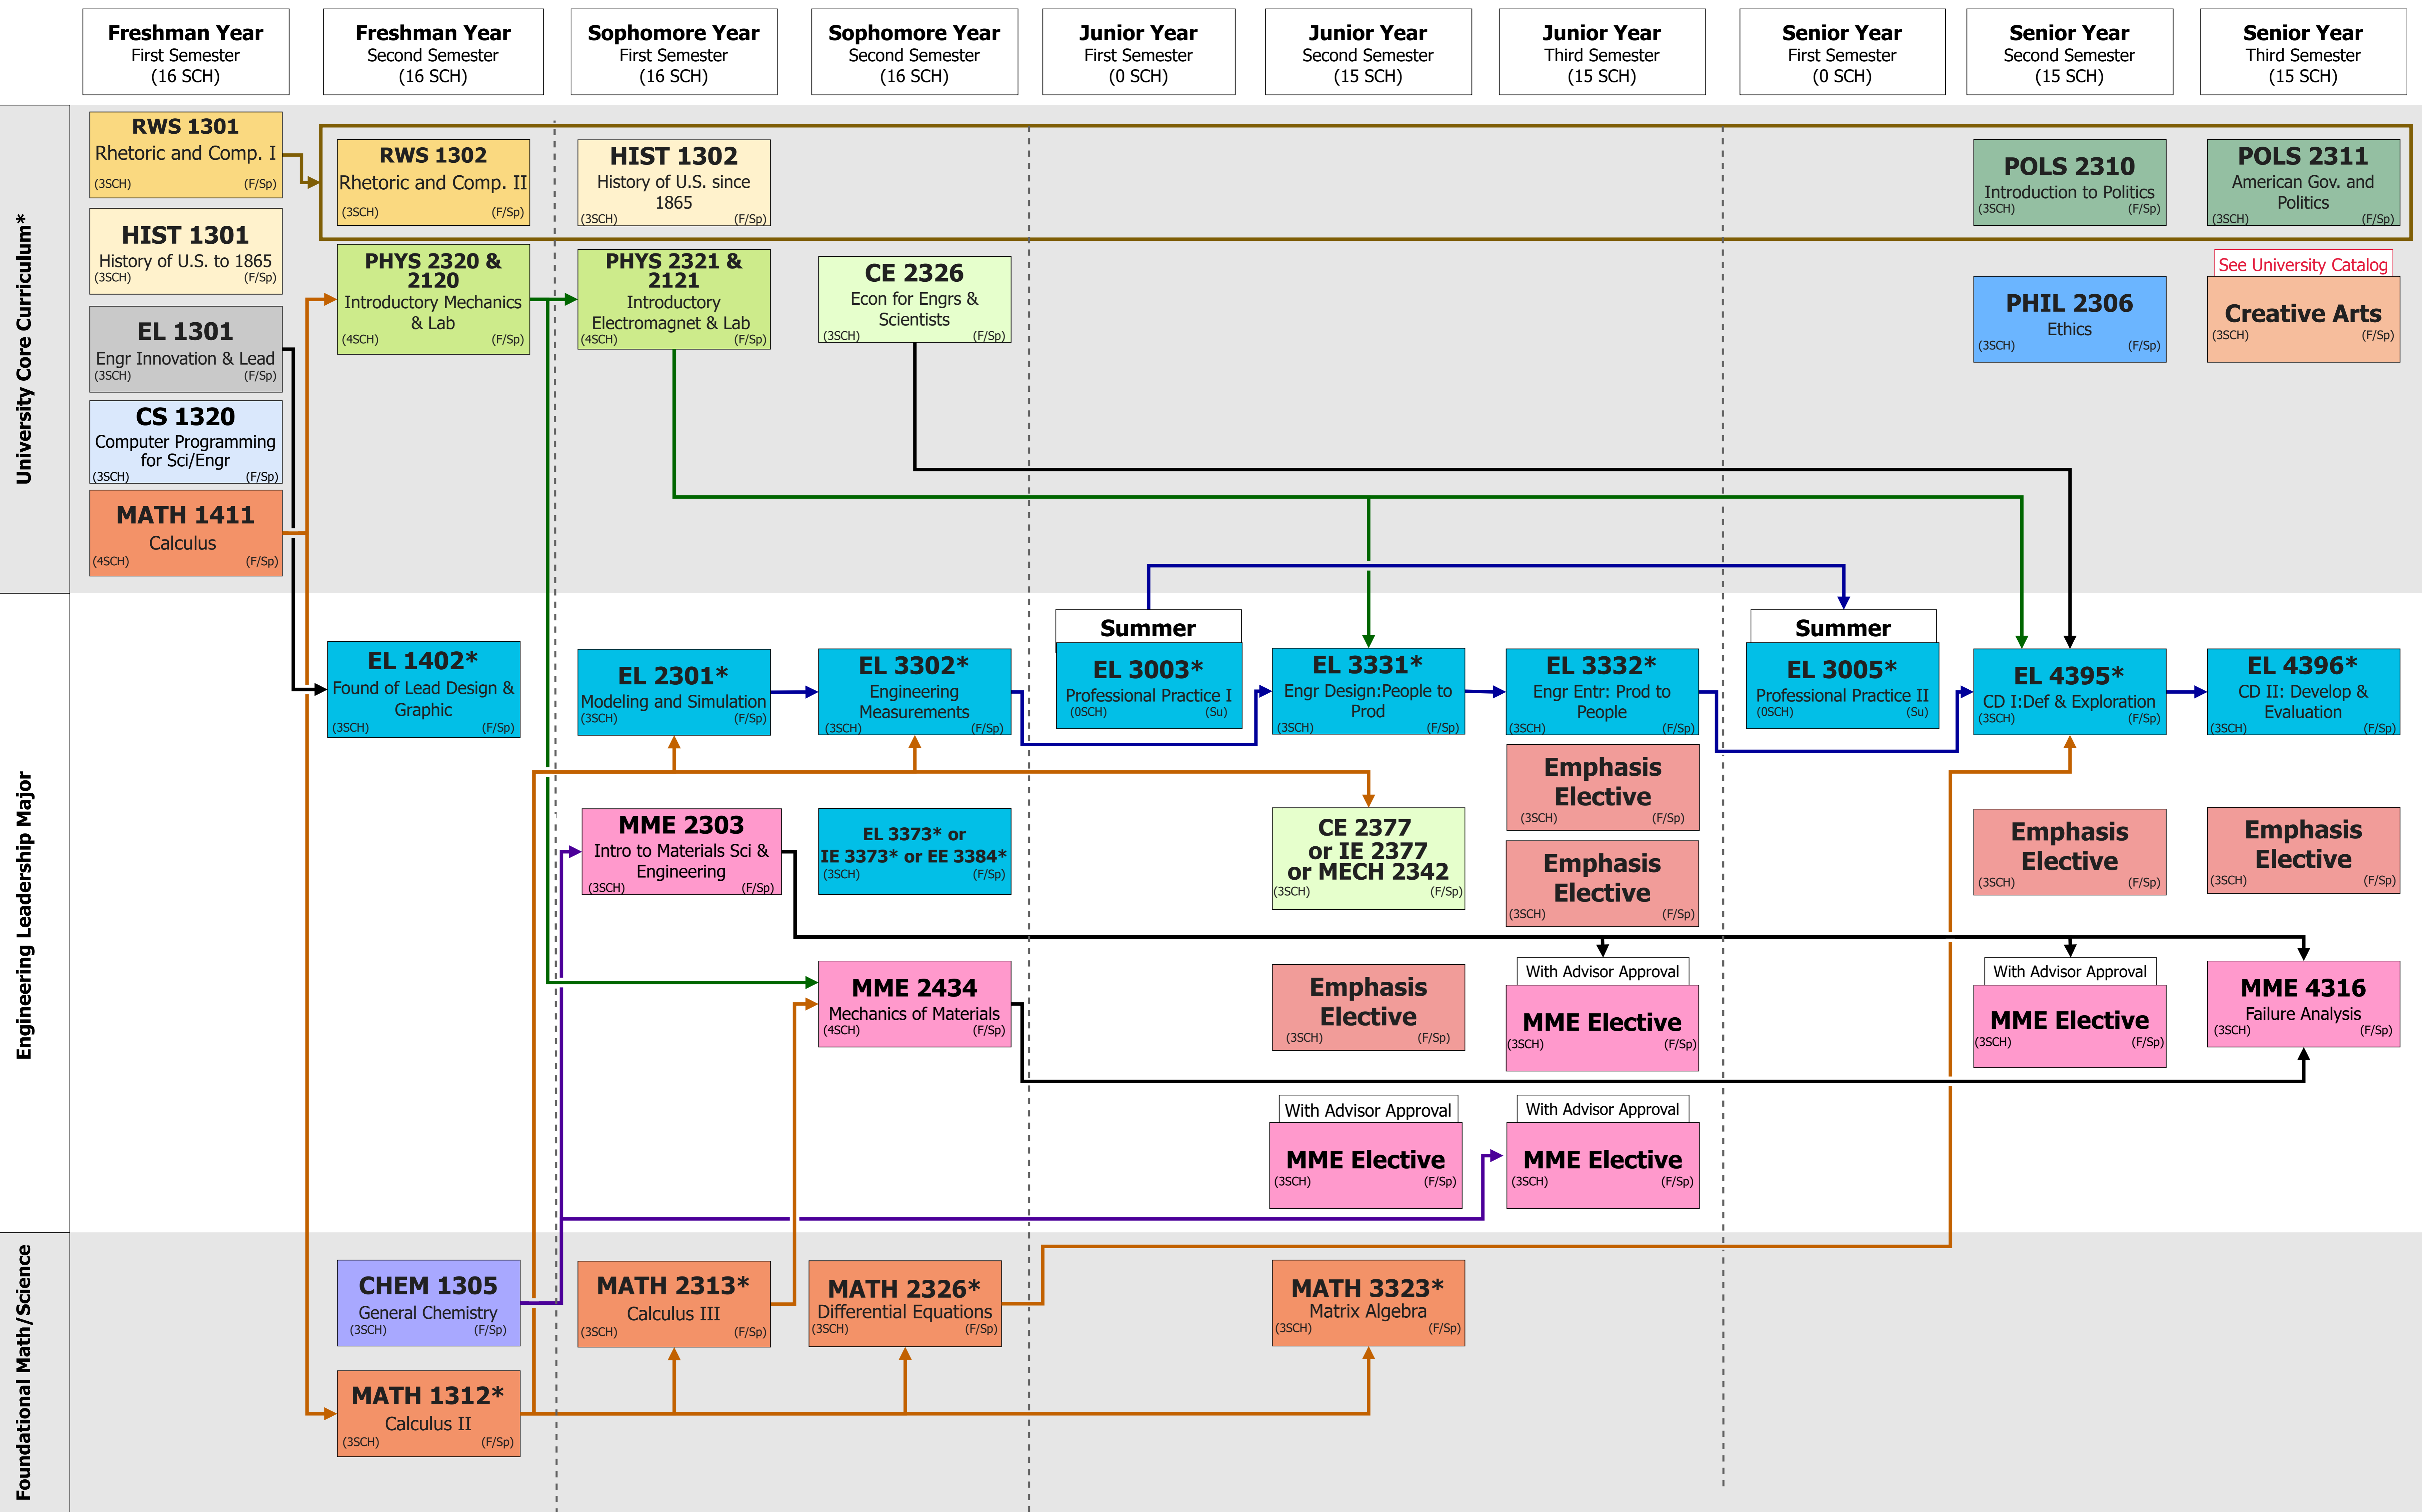 Freshman Year
First Semester
(16 SCH)
Freshman Year
Second Semester
(16 SCH)
Sophomore Year
First Semester
(16 SCH)
Sophomore Year
Second Semester
(16 SCH)
Junior Year
First Semester
(0 SCH)
Junior Year
Second Semester
(15 SCH)
Junior Year
Third Semester
(15 SCH)
Senior Year
First Semester
(0 SCH)
Senior Year
Second Semester
(15 SCH)
Senior Year
Third Semester
(15 SCH)
University Core Curriculum*
RWS 1301
Rhetoric and Comp. I
(3SCH) (F/Sp)
HIST 1301
History of U.S. to 1865
(3SCH) (F/Sp)
EL 1301
Engr Innovation & Lead
(3SCH) (F/Sp)
CS 1320
Computer Programming
for Sci/Engr
(3SCH) (F/Sp)
MATH 1411
Calculus
(4SCH) (F/Sp)
RWS 1302
Rhetoric and Comp. II
(3SCH) (F/Sp)
PHYS 2320 &
2120
Introductory Mechanics
& Lab
(4SCH) (F/Sp)
HIST 1302
History of U.S. since
1865
(3SCH) (F/Sp)
PHYS 2321 &
2121
Introductory
Electromagnet & Lab
(4SCH) (F/Sp)
CE 2326
Econ for Engrs &
Scientists
(3SCH) (F/Sp)
POLS 2310
Introduction to Politics
(3SCH) (F/Sp)
PHIL 2306
Ethics
(3SCH) (F/Sp)
POLS 2311
American Gov. and
Politics
(3SCH) (F/Sp)
See University Catalog
Creative Arts
(3SCH) (F/Sp)
Engineering Leadership Major
EL 1402*
Found of Lead Design &
Graphic
(3SCH) (F/Sp)
EL 2301*
Modeling and Simulation
(3SCH) (F/Sp)
MME 2303
Intro to Materials Sci &
Engineering
(3SCH) (F/Sp)
EL 3302*
Engineering
Measurements
(3SCH) (F/Sp)
EL 3373* or
IE 3373* or EE 3384*
(3SCH) (F/Sp)
MME 2434
Mechanics of Materials
(4SCH) (F/Sp)
Summer
EL 3003*
Professional Practice I
(0SCH) (Su)
EL 3331*
Engr Design:People to
Prod
(3SCH) (F/Sp)
CE 2377
or IE 2377
or MECH 2342
(3SCH) (F/Sp)
Emphasis
Elective
(3SCH) (F/Sp)
With Advisor Approval
MME Elective
(3SCH) (F/Sp)
EL 3332*
Engr Entr: Prod to
People
(3SCH) (F/Sp)
Emphasis
Elective
(3SCH) (F/Sp)
Emphasis
Elective
(3SCH) (F/Sp)
With Advisor Approval
MME Elective
(3SCH) (F/Sp)
With Advisor Approval
MME Elective
(3SCH) (F/Sp)
Summer
EL 3005*
Professional Practice II
(0SCH) (Su)
EL 4395*
CD I:Def & Exploration
(3SCH) (F/Sp)
Emphasis
Elective
(3SCH) (F/Sp)
With Advisor Approval
MME Elective
(3SCH) (F/Sp)
EL 4396*
CD II: Develop &
Evaluation
(3SCH) (F/Sp)
Emphasis
Elective
(3SCH) (F/Sp)
MME 4316
Failure Analysis
(3SCH) (F/Sp)
Foundational Math/Science
CHEM 1305
General Chemistry
(3SCH) (F/Sp)
MATH 1312*
Calculus II
(3SCH) (F/Sp)
MATH 2313*
Calculus III
(3SCH) (F/Sp)
MATH 2326*
Differential Equations
(3SCH) (F/Sp)
MATH 3323*
Matrix Algebra
(3SCH) (F/Sp)